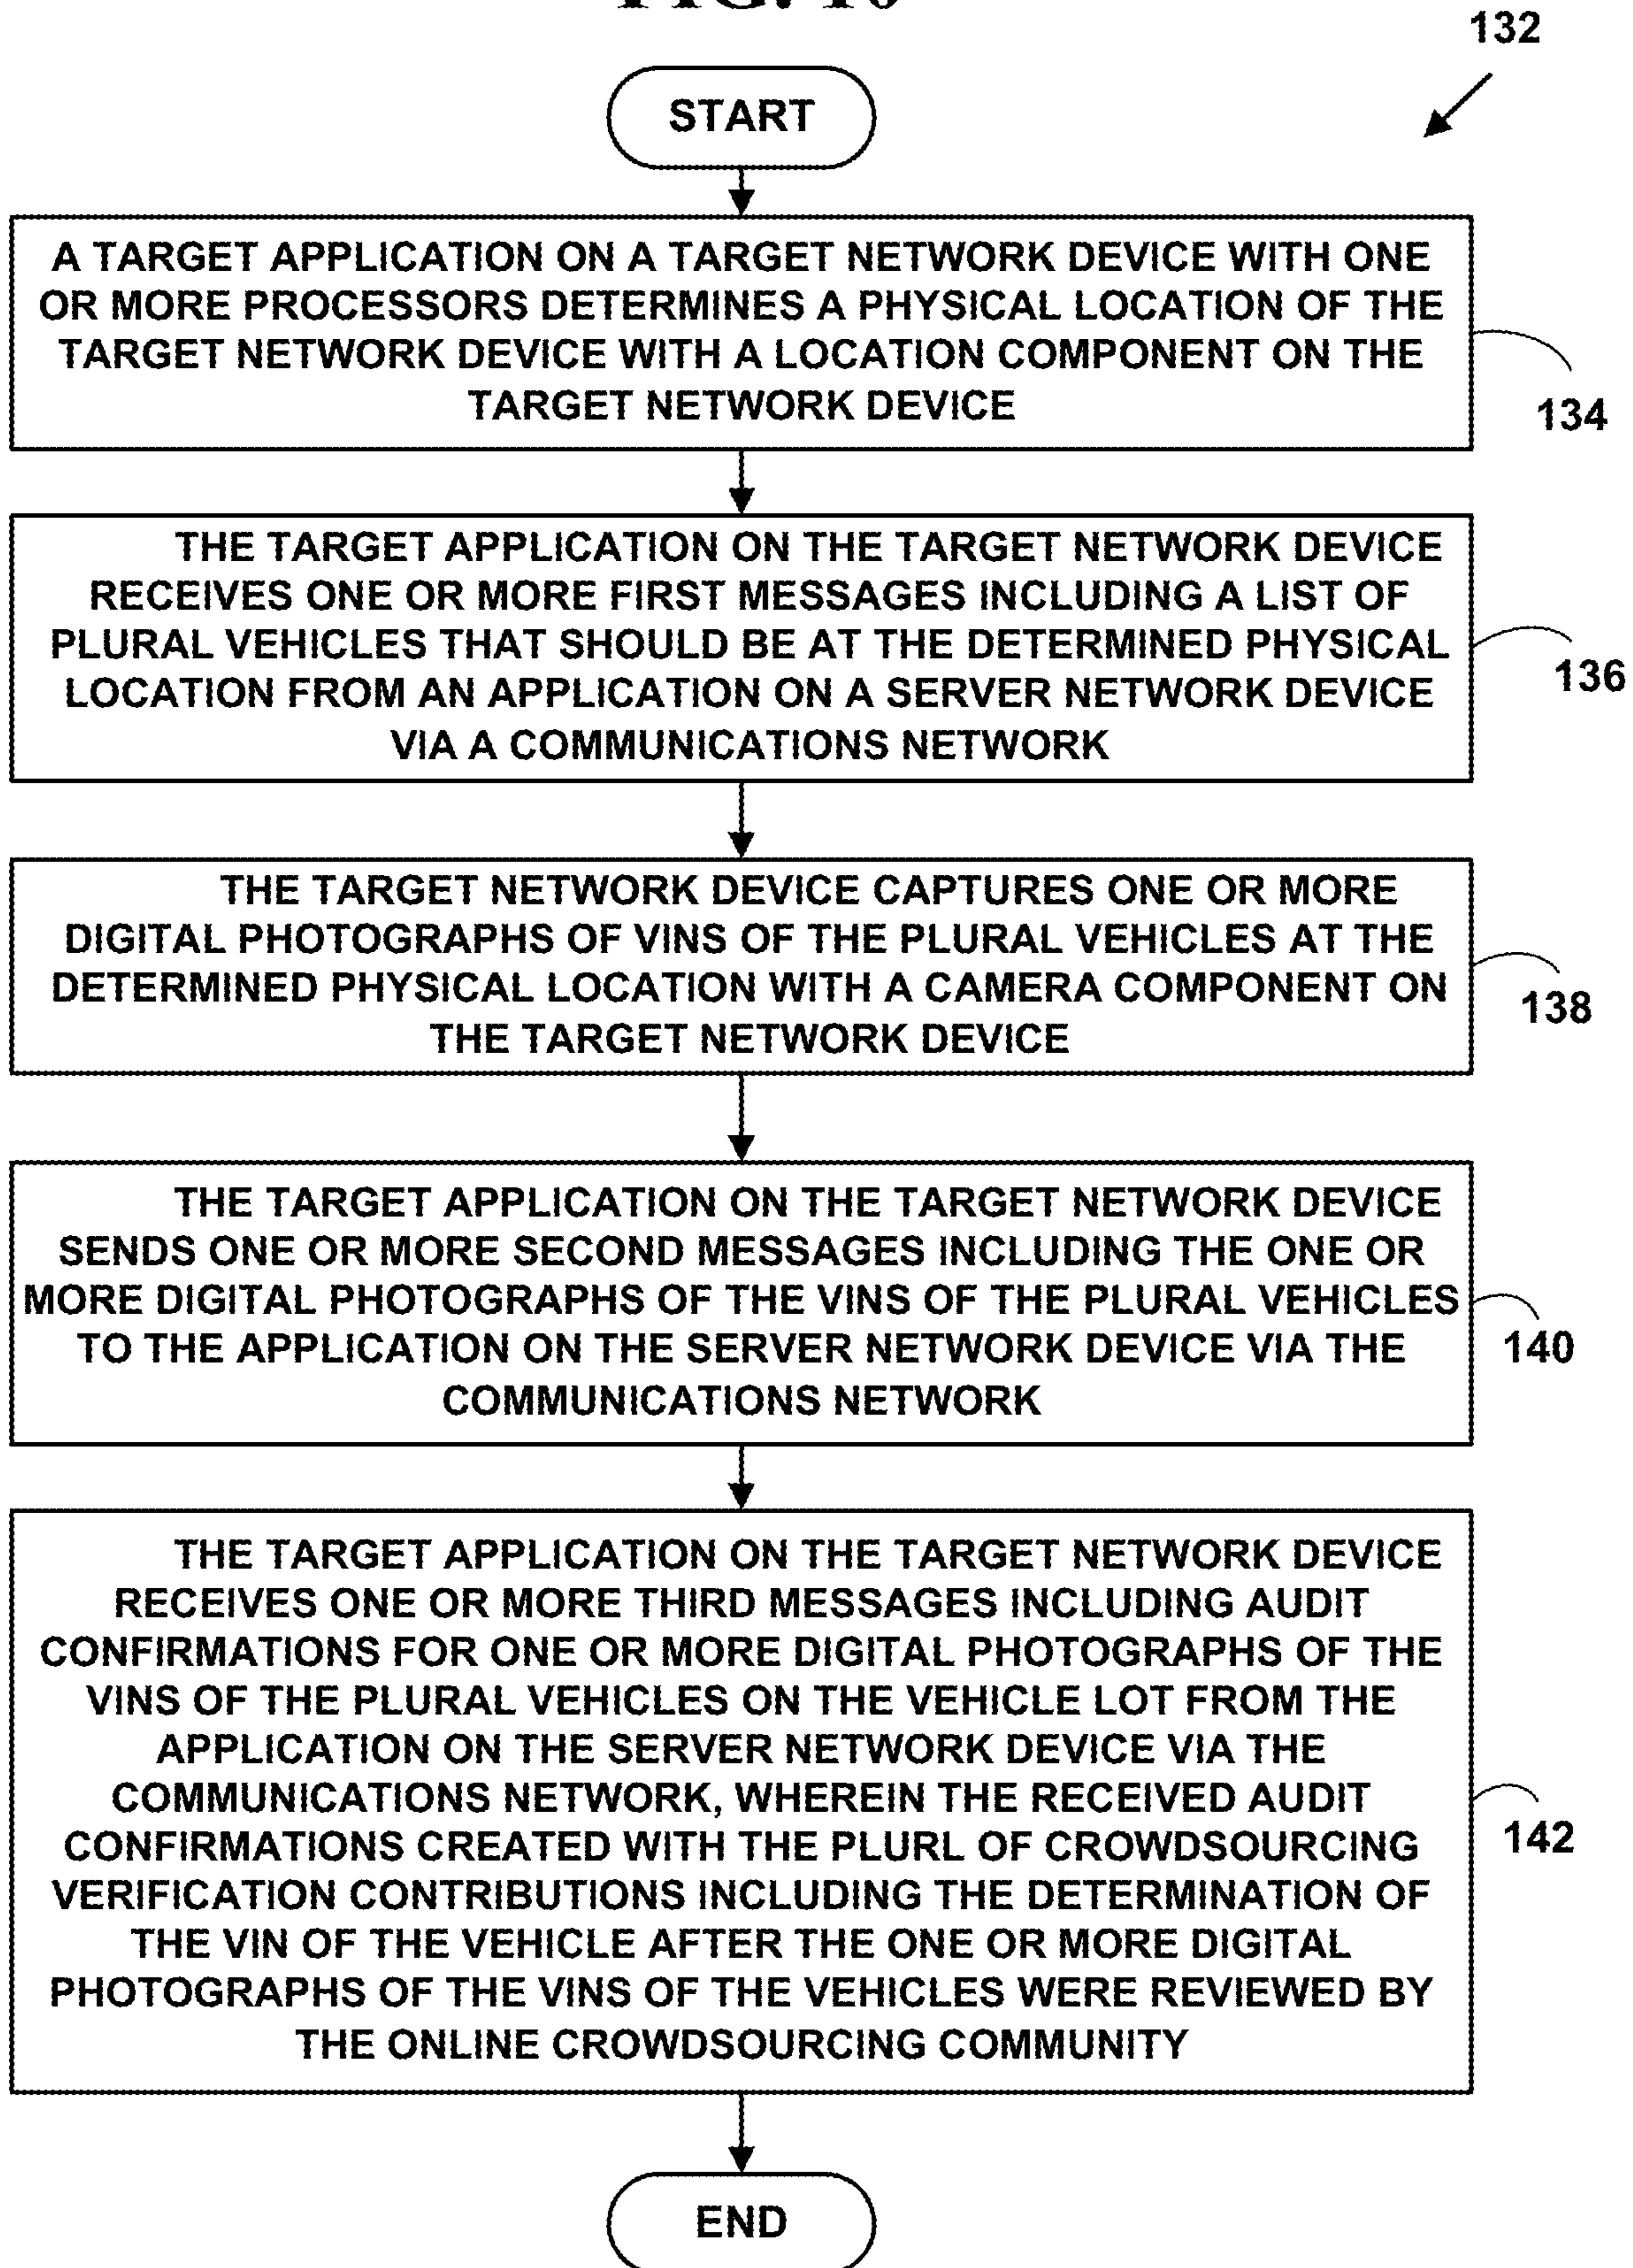 FIG. 10
132
START
A TARGET APPLICATION ON A TARGET NETWORK DEVICE WITH ONE
OR MORE PROCESSORS DETERMINES A PHYSICAL LOCATION OF THE
TARGET NETWORK DEVICE WITH A LOCATION COMPONENT ON THE
TARGET NETWORK DEVICE
134
THE TARGET APPLICATION ON THE TARGET NETWORK DEVICE
RECEIVES ONE OR MORE FIRST MESSAGES INCLUDING A LIST OF
PLURAL VEHICLES THAT SHOULD BE AT THE DETERMINED PHYSICAL
LOCATION FROM AN APPLICATION ON A SERVER NETWORK DEVICE
VIA A COMMUNICATIONS NETWORK
136
THE TARGET NETWORK DEVICE CAPTURES ONE OR MORE
DIGITAL PHOTOGRAPHS OF VINS OF THE PLURAL VEHICLES AT THE
DETERMINED PHYSICAL LOCATION WITH A CAMERA COMPONENT ON
THE TARGET NETWORK DEVICE
138
THE TARGET APPLICATION ON THE TARGET NETWORK DEVICE
SENDS ONE OR MORE SECOND MESSAGES INCLUDING THE ONE OR
MORE DIGITAL PHOTOGRAPHS OF THE VINS OF THE PLURAL VEHICLES
TO THE APPLICATION ON THE SERVER NETWORK DEVICE VIA THE
COMMUNICATIONS NETWORK
140
THE TARGET APPLICATION ON THE TARGET NETWORK DEVICE
RECEIVES ONE OR MORE THIRD MESSAGES INCLUDING AUDIT
CONFIRMATIONS FOR ONE OR MORE DIGITAL PHOTOGRAPHS OF THE
VINS OF THE PLURAL VEHICLES ON THE VEHICLE LOT FROM THE
APPLICATION ON THE SERVER NETWORK DEVICE VIA THE
COMMUNICATIONS NETWORK, WHEREIN THE RECEIVED AUDIT
CONFIRMATIONS CREATED WITH THE PLURL OF CROWDSOURCING
VERIFICATION CONTRIBUTIONS INCLUDING THE DETERMINATION OF
THE VIN OF THE VEHICLE AFTER THE ONE OR MORE DIGITAL
PHOTOGRAPHS OF THE VINS OF THE VEHICLES WERE REVIEWED BY
THE ONLINE CROWDSOURCING COMMUNITY
142
END